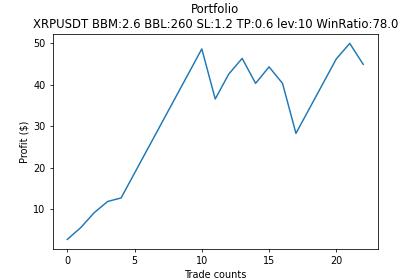 Portfolio
XRPUSDT BBM:2.6 BBL:260 SL:1.2 TP:0.6 lev:10 WinRatio:78.0
Profit ($)
50
40
30
20
10
0 5 10 15 20
Trade counts